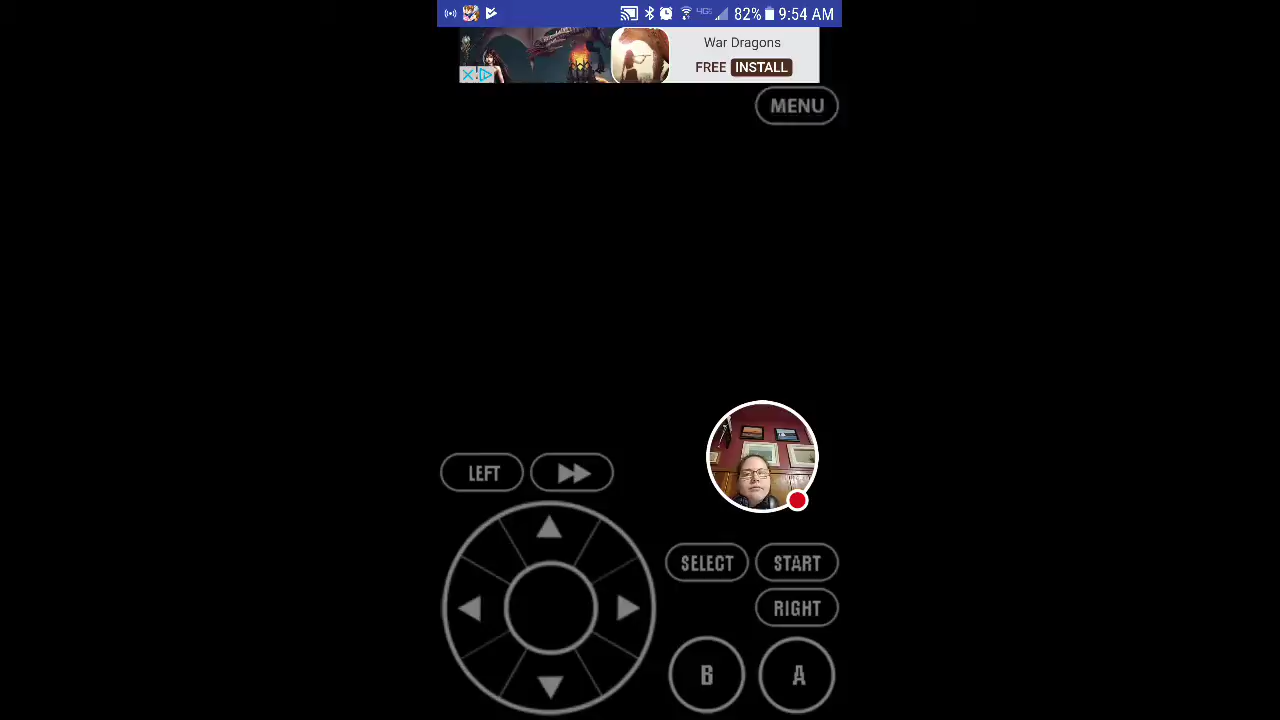 82% 9:54 AM
War Dragons
FREE INSTALL
MENU
LEFT
SELECT START
RIGHT
B A